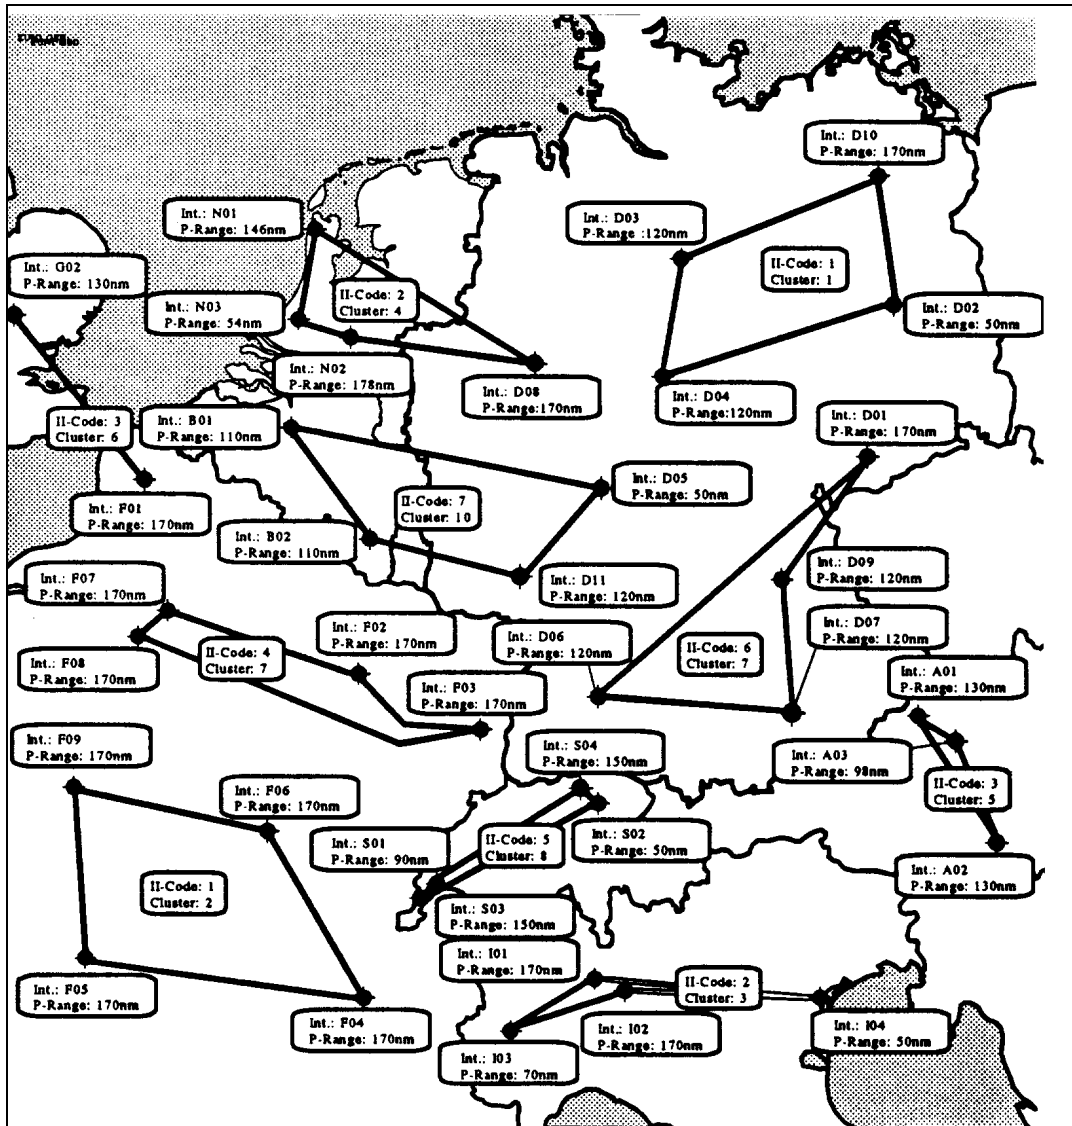 Int.: D10
P-Range: 170nm
Int.: N01
P-Range: 146nm
Int.: D03
P-Range :120nm
Int.: G02
P-Range: 130nm
II-Code: 1
Cluster: 1
II-Code: 2
Cluster: 4
Int.: N03
P-Range: 54nm
Int.: D02
P-Range: 50nm
Int.: N02
P-Range: 178nm
Int.: D08
P-Range:170nm
Int.: D04
P-Range:120nm
II-Code: 3
Cluster: 6
Int.: B01
P-Range: 110nm
Int.: D01
P-Range: 170nm
Int.: D05
P-Range: 50nm
Int.: F01
P-Range: 170nm
II-Code: 7
Cluster: 10
Int.: B02
P-Range: 110nm
Int.: F07
P-Range: 170nm
Int.: D11
P-Range: 120nm
Int.: D09
P-Range: 120nm
Int.: F02
P-Range: 170nm
Int.: D06
P-Range: 120nm
Int.: D07
P-Range: 120nm
II-Code: 4
Cluster: 7
II-Code: 6
Cluster: 7
Int.: F08
P-Range: 170nm
Int.: F03
P-Range: 170nm
Int.: A01
P-Range: 130nm
Int.: F09
P-Range: 170nm
Int.: S04
P-Range: 150nm
Int.: A03
P-Range: 98nm
Int.: F06
P-Range: 170nm
II-Code: 3
Cluster: 5
Int.: S01
P-Range: 90nm
II-Code: 5
Cluster: 8
Int.: S02
P-Range: 50nm
II-Code: 1
Cluster: 2
Int.: A02
P-Range: 130nm
Int.: S03
P-Range: 150nm
Int.: I01
P-Range: 170nm
II-Code: 2
Cluster: 3
Int.: F05
P-Range: 170nm
Int.: F04
P-Range: 170nm
Int.: I02
P-Range: 170nm
Int.: I04
P-Range: 50nm
Int.: I03
P-Range: 70nm